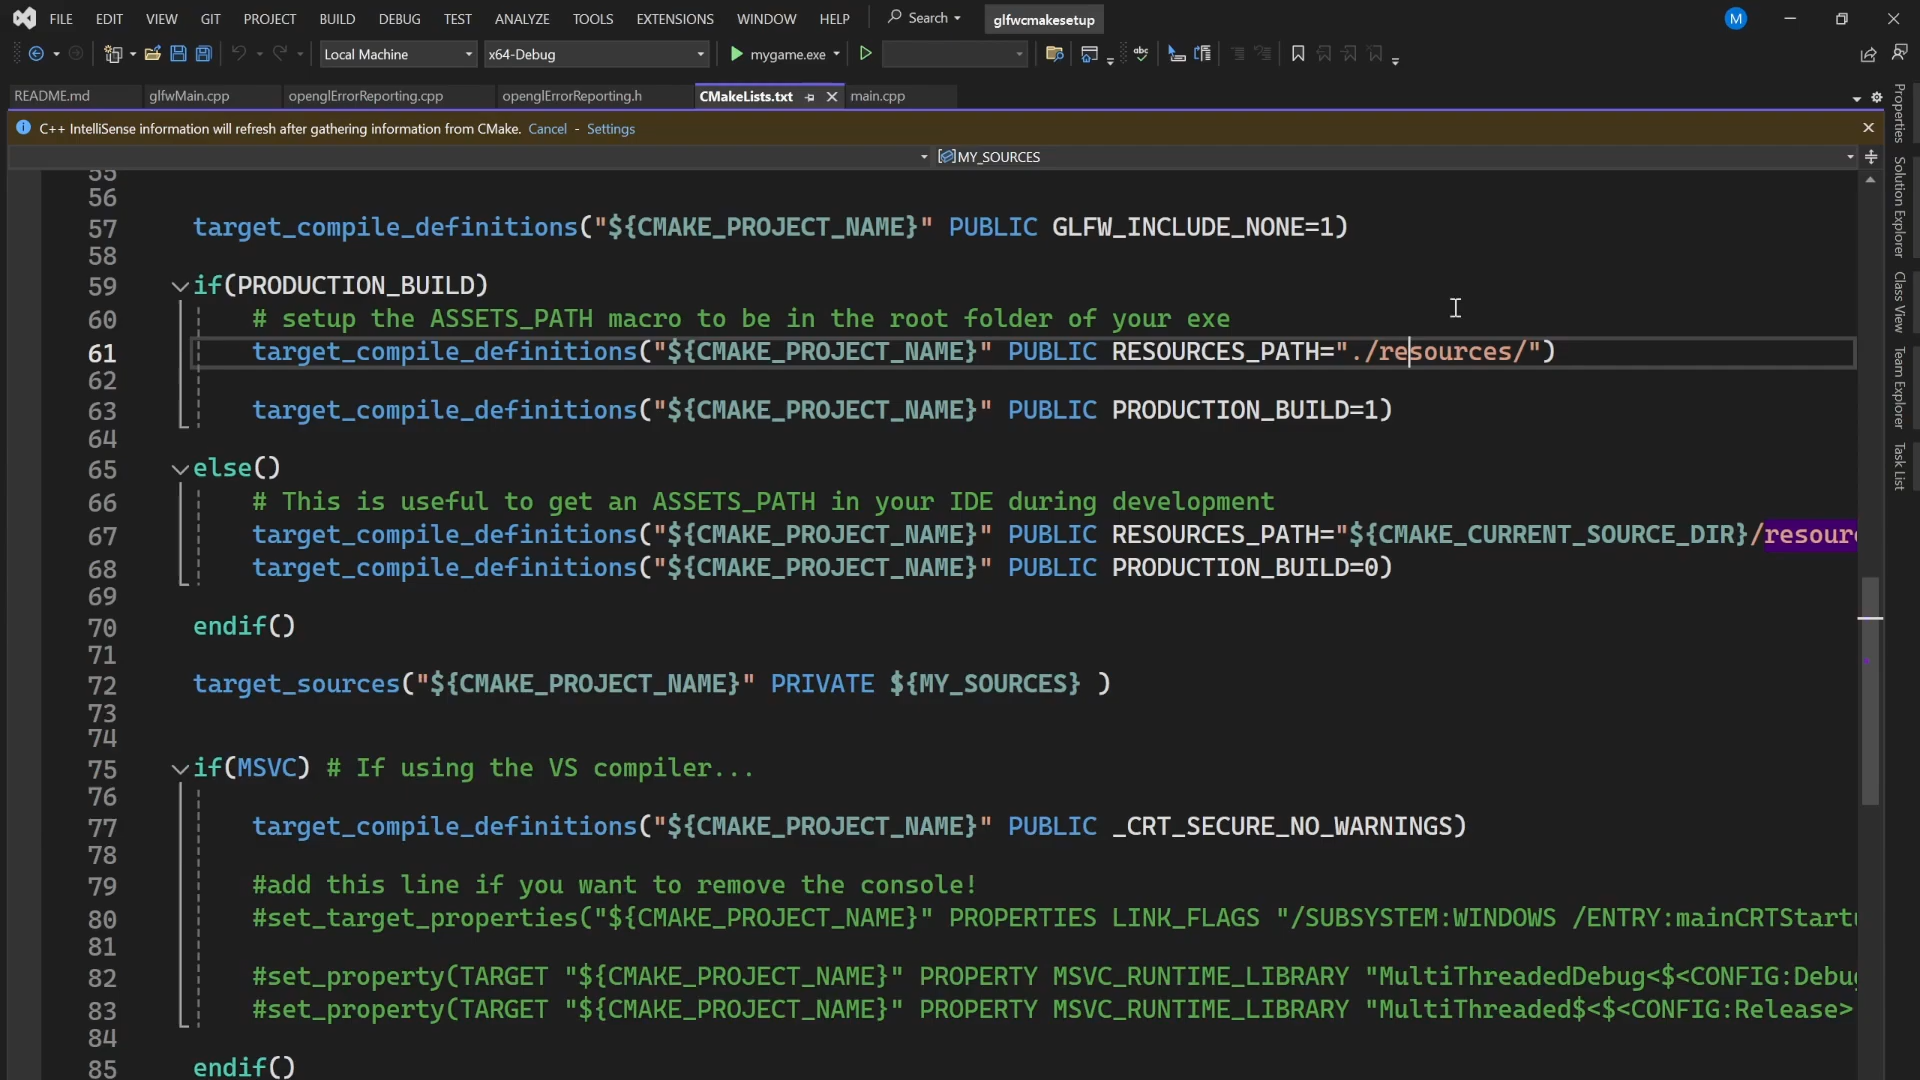 FILE EDIT VIEW GIT PROJECT BUILD DEBUG TEST ANALYZE TOOLS EXTENSIONS WINDOW HELP Search glfwcmakesetup M
Local Machine x64-Debug mygame.exe abc
README.md glfwMain.cpp openglErrorReporting.cpp openglErrorReporting.h CMakeLists.txt main.cpp
C++ IntelliSense information will refresh after gathering information from CMake. Cancel - Settings
MY_SOURCES
55
56
57 target_compile_definitions("${CMAKE_PROJECT_NAME}" PUBLIC GLFW_INCLUDE_NONE=1)
58
59 if(PRODUCTION_BUILD)
60 # setup the ASSETS_PATH macro to be in the root folder of your exe
61 target_compile_definitions("${CMAKE_PROJECT_NAME}" PUBLIC RESOURCES_PATH="./resources/")
62
63 target_compile_definitions("${CMAKE_PROJECT_NAME}" PUBLIC PRODUCTION_BUILD=1)
64
65 else()
66 # This is useful to get an ASSETS_PATH in your IDE during development
67 target_compile_definitions("${CMAKE_PROJECT_NAME}" PUBLIC RESOURCES_PATH="${CMAKE_CURRENT_SOURCE_DIR}/resourc
68 target_compile_definitions("${CMAKE_PROJECT_NAME}" PUBLIC PRODUCTION_BUILD=0)
69
70 endif()
71
72 target_sources("${CMAKE_PROJECT_NAME}" PRIVATE ${MY_SOURCES} )
73
74
75 if(MSVC) # If using the VS compiler...
76
77 target_compile_definitions("${CMAKE_PROJECT_NAME}" PUBLIC _CRT_SECURE_NO_WARNINGS)
78
79 #add this line if you want to remove the console!
80 #set_target_properties("${CMAKE_PROJECT_NAME}" PROPERTIES LINK_FLAGS "/SUBSYSTEM:WINDOWS /ENTRY:mainCRTStartu
81
82 #set_property(TARGET "${CMAKE_PROJECT_NAME}" PROPERTY MSVC_RUNTIME_LIBRARY "MultiThreadedDebug<$<CONFIG:Debug
83 #set_property(TARGET "${CMAKE_PROJECT_NAME}" PROPERTY MSVC_RUNTIME_LIBRARY "MultiThreaded$<$<CONFIG:Release>
84
85 endif()
Properties
Solution Explorer
Class View
Team Explorer
Task List